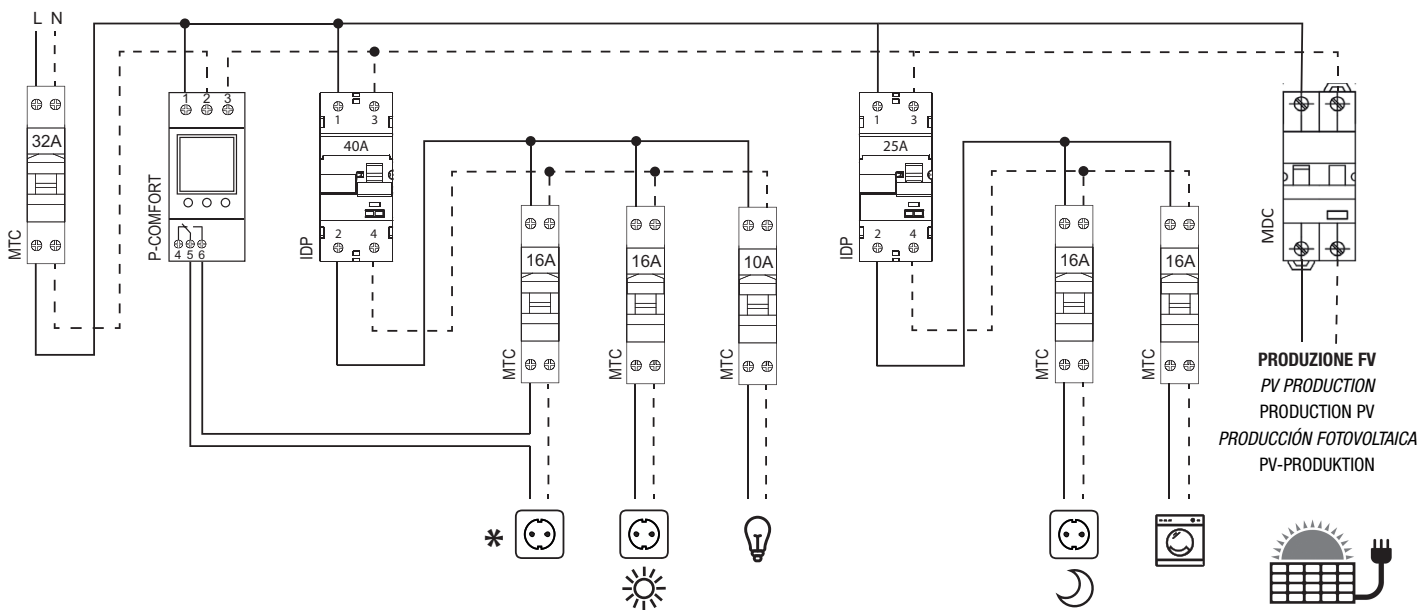 L N
1 2 3
1 3
1 3
32A
40A
25A
MTC
P-COMFORT
IDP
IDP
MDC
4 5 6
2 4
2 4
16A
16A
10A
16A
16A
MTC
MTC
MTC
MTC
MTC
PRODUZIONE FV
PV PRODUCTION
PRODUCTION PV
PRODUCCIÓN FOTOVOLTAICA
PV-PRODUKTION
*